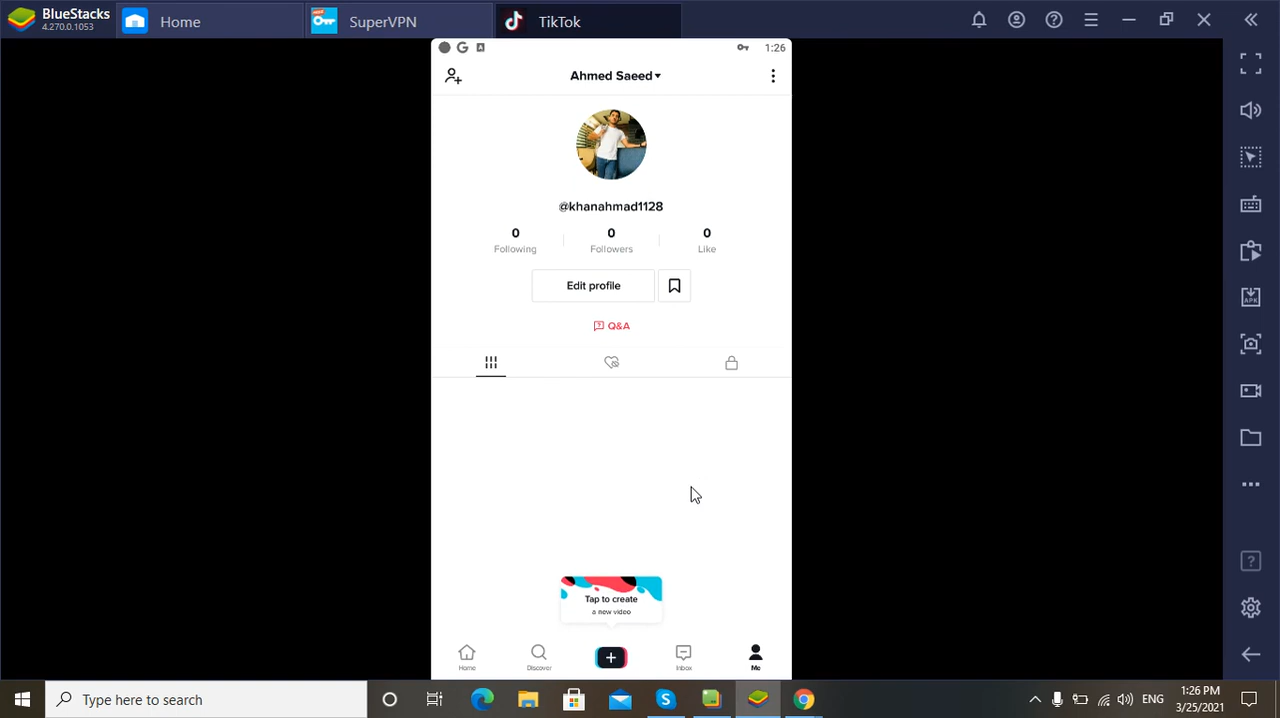 BlueStacks
4.270.0.1053
Home
SuperVPN
TikTok
1:26
Ahmed Saeed
@khanahmad1128
0 0 0
Following Followers Like
Edit profile
Q&A
Tap to create
a new video
Home Discover Inbox Me
Type here to search
ENG
1:26 PM
3/25/2021